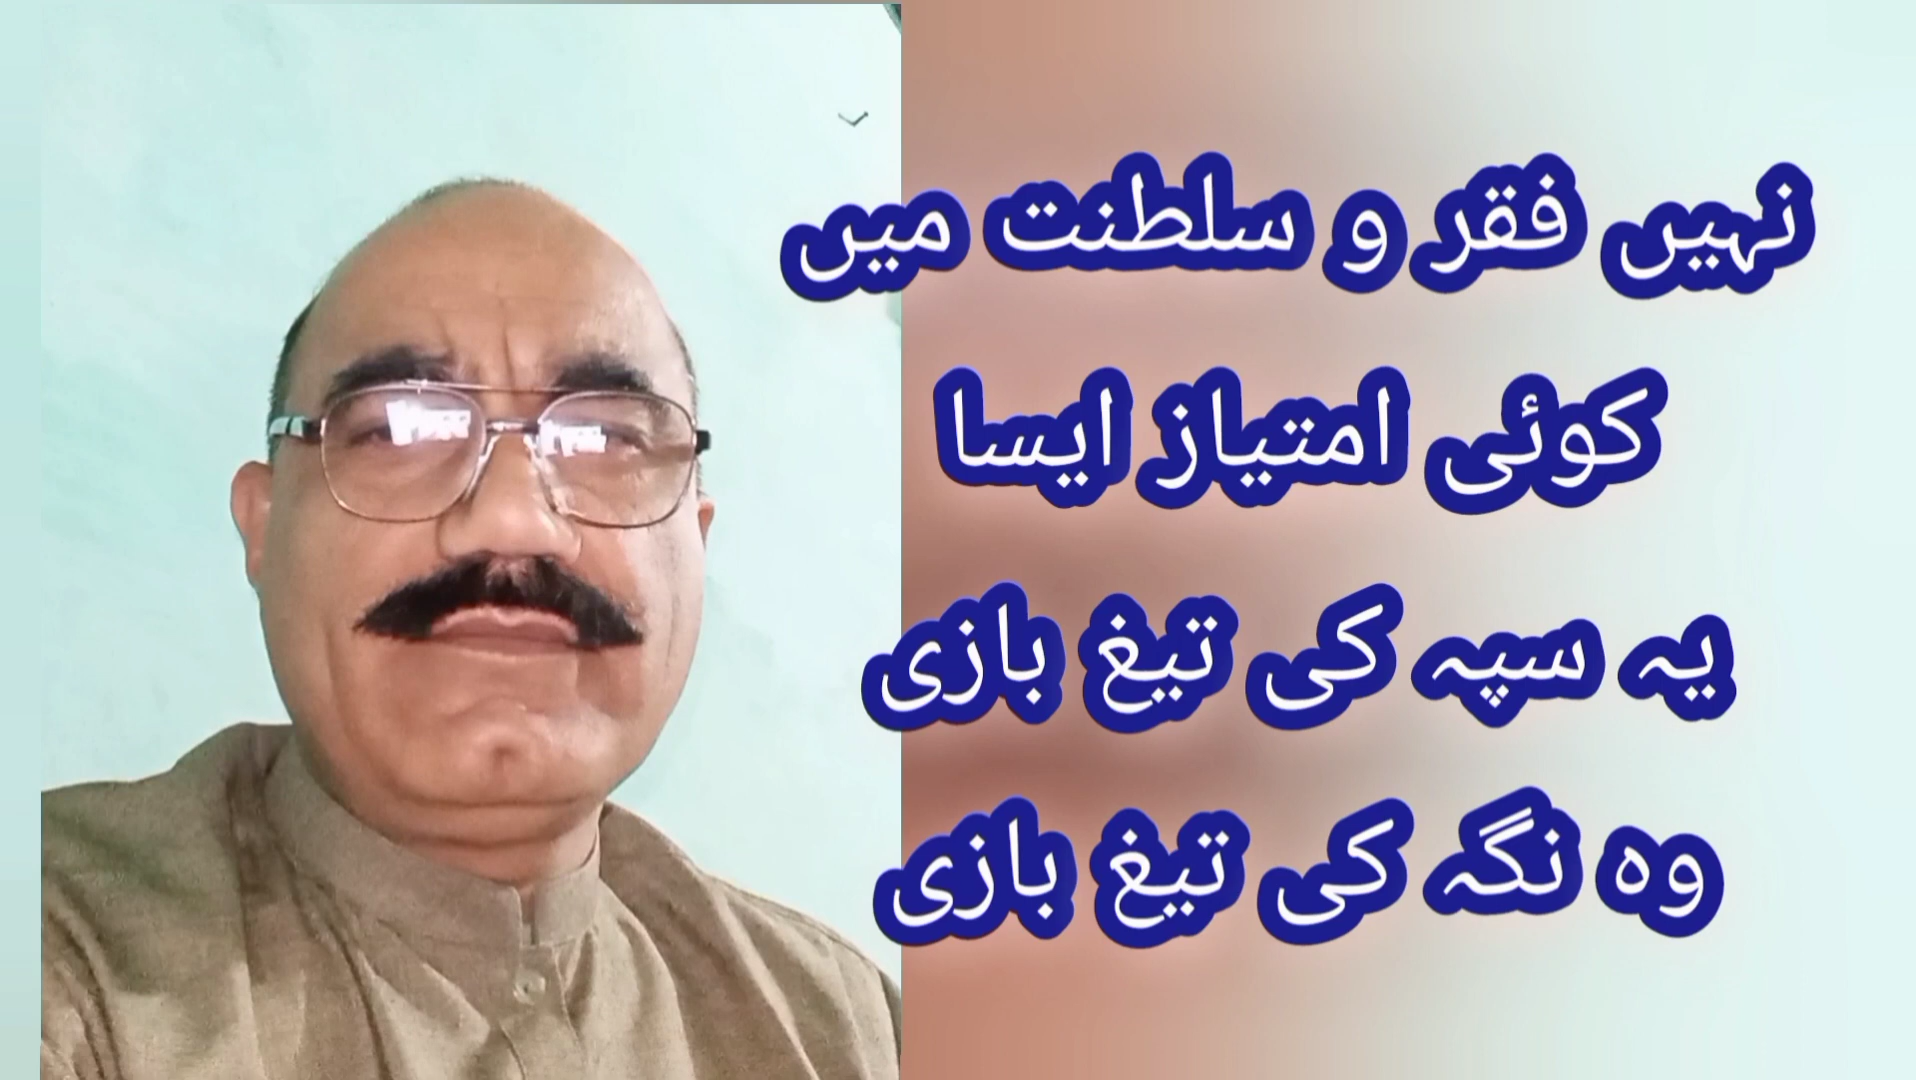 نہیں فقر و سلطنت میں
کوئی امتیاز ایسا
یہ سپہ کی تیغ بازی
وہ نگہ کی تیغ بازی